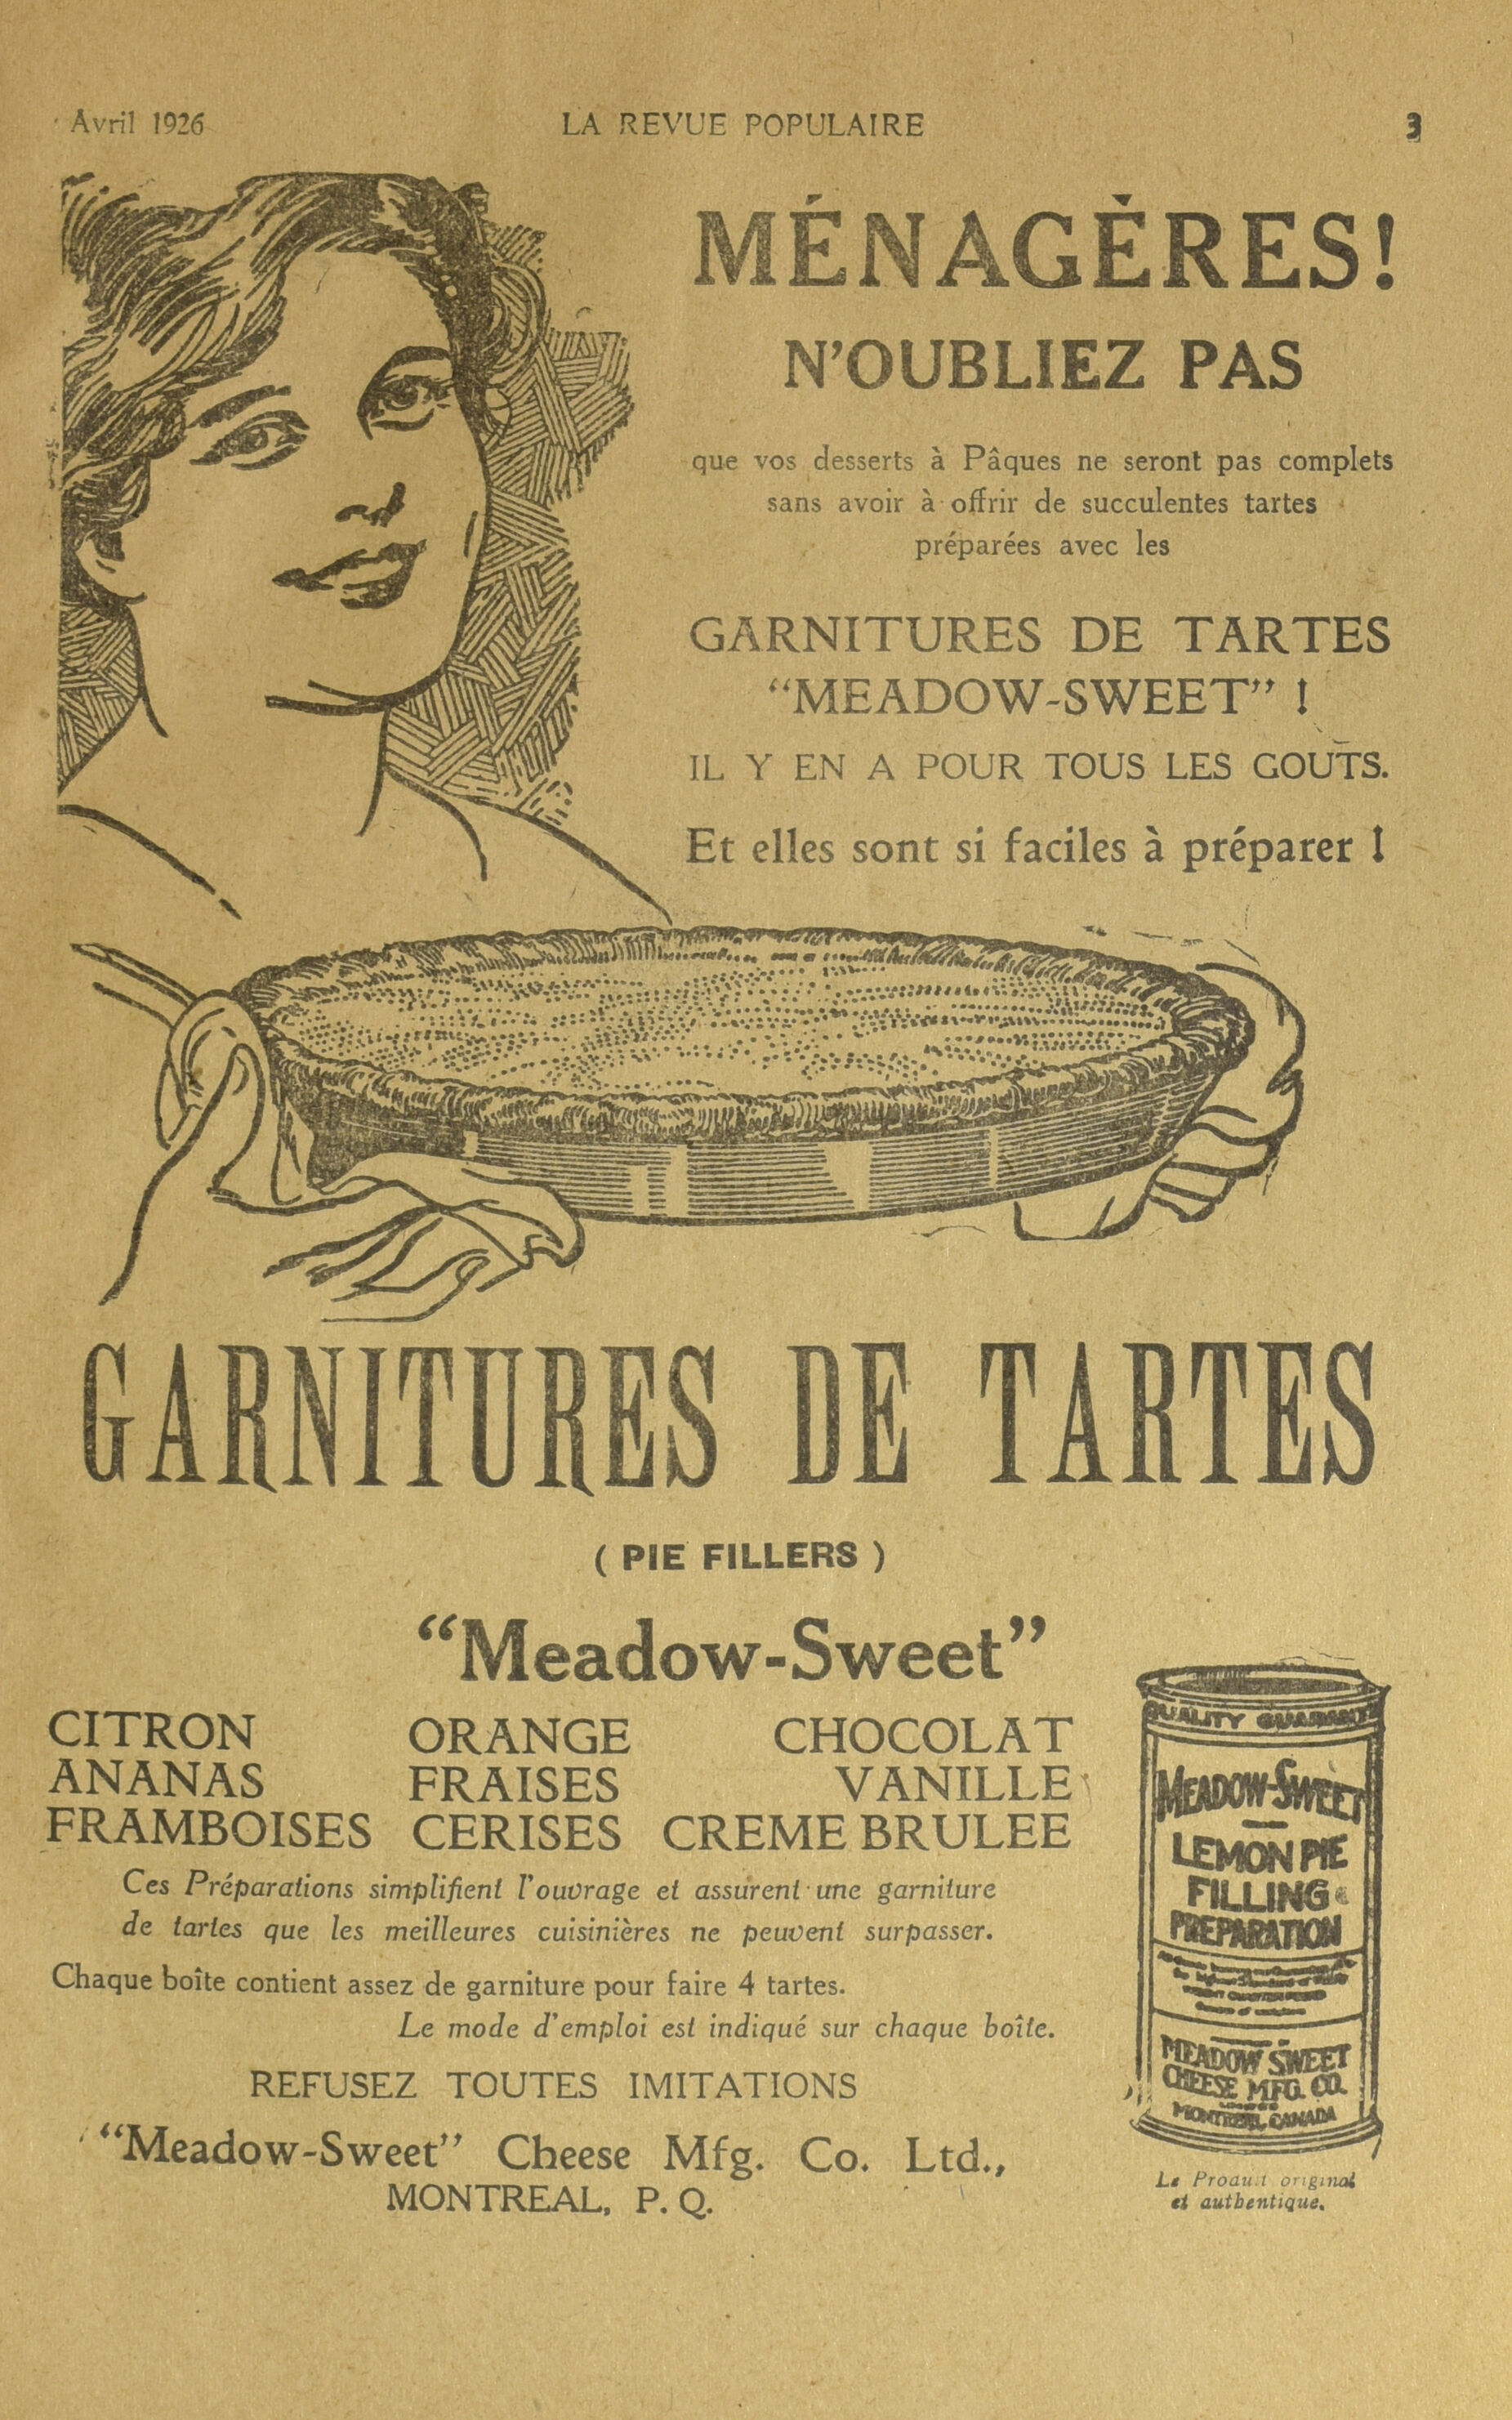 Avril 1926 LA REVUE POPULAIRE 3
MÉNAGÈRES!
N'OUBLIEZ PAS
que vos desserts à Pâques ne seront pas complets
sans avoir à offrir de succulentes tartes
préparées avec les
GARNITURES DE TARTES
“MEADOW-SWEET” !
IL Y EN A POUR TOUS LES GOUTS.
Et elles sont si faciles à préparer !
GARNITURES DE TARTES
( PIE FILLERS )
“Meadow-Sweet”
CITRON ORANGE CHOCOLAT
ANANAS FRAISES VANILLE
FRAMBOISES CERISES CREME BRULEE
Ces Préparations simplifient l'ouvrage et assurent une garniture
de tartes que les meilleures cuisinières ne peuvent surpasser.
Chaque boîte contient assez de garniture pour faire 4 tartes.
Le mode d'emploi est indiqué sur chaque boîte.
REFUSEZ TOUTES IMITATIONS
“Meadow-Sweet” Cheese Mfg. Co. Ltd.,
MONTREAL, P. Q.
QUALITY
MEADOW-SWEET
LEMON PIE
FILLING
PREPARATION
MEADOW SWEET
CHEESE MFG. CO.
MONTREAL, CANADA
Le Produit original
et authentique.